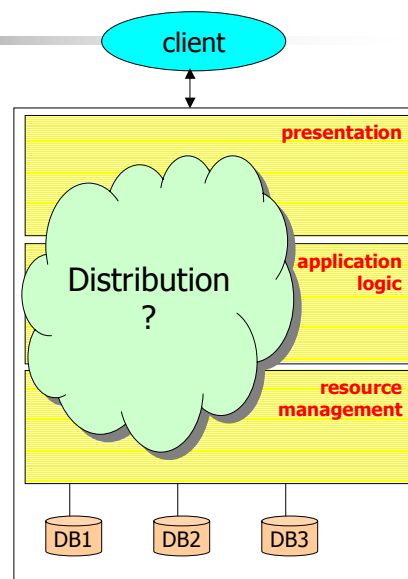 client
presentation
Distribution
?
application
logic
resource
management
DB1
DB2
DB3